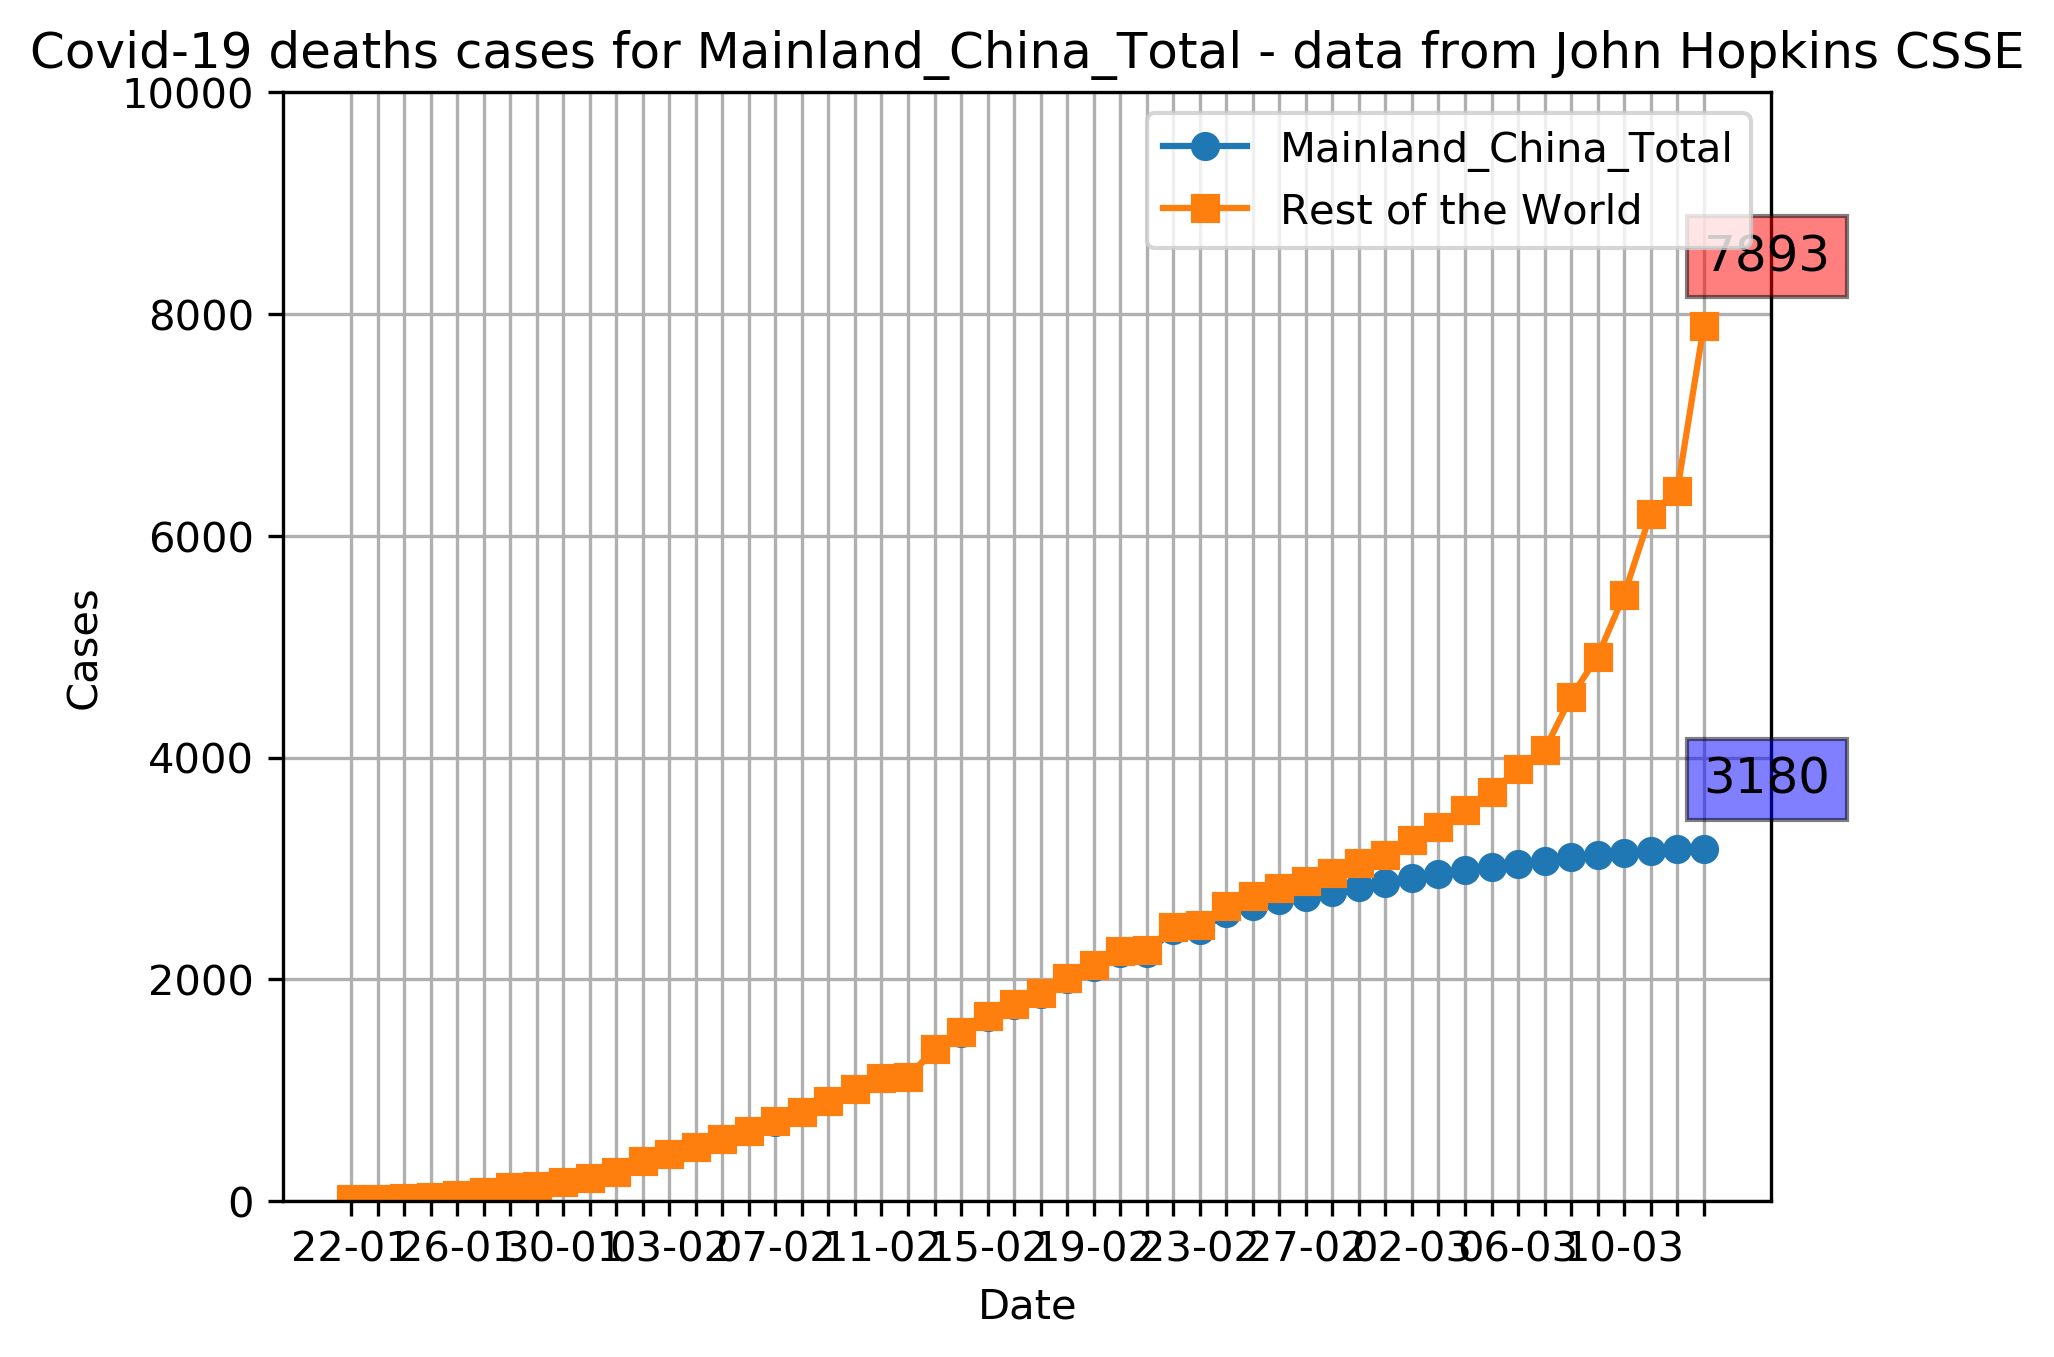 Covid-19 deaths cases for Mainland_China_Total - data from John Hopkins CSSE
10000
8000
6000
4000
2000
0
Cases
Mainland_China_Total
Rest of the World
7893
3180
22-01 26-01 30-01 03-02 07-02 11-02 15-02 19-02 23-02 27-02 02-03 06-03 10-03
Date